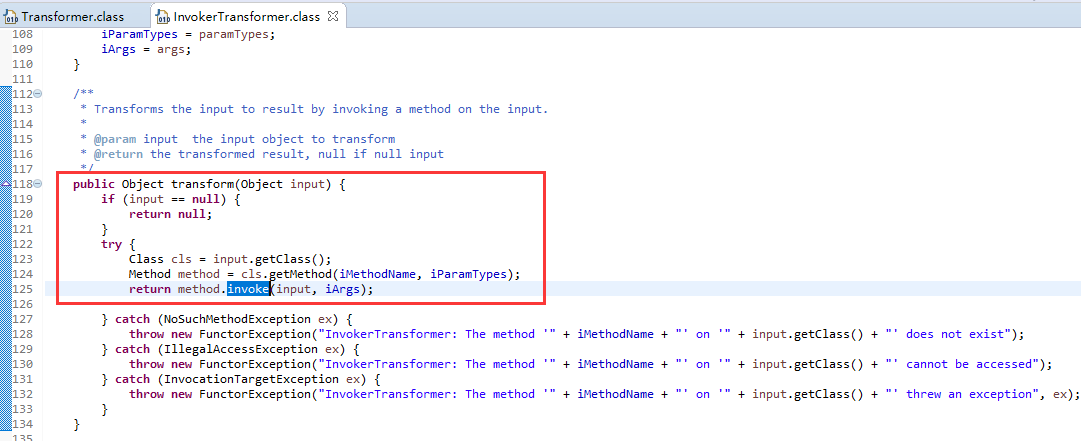 Transformer.class InvokerTransformer.class
108 iParamTypes = paramTypes;
109 iArgs = args;
110 }
111
112 /**
113 * Transforms the input to result by invoking a method on the input.
114 *
115 * @param input  the input object to transform
116 * @return the transformed result, null if null input
117 */
118 public Object transform(Object input) {
119 if (input == null) {
120 return null;
121 }
122 try {
123 Class cls = input.getClass();
124 Method method = cls.getMethod(iMethodName, iParamTypes);
125 return method.invoke(input, iArgs);
126
127 } catch (NoSuchMethodException ex) {
128 throw new FunctorException("InvokerTransformer: The method '" + iMethodName + "' on '" + input.getClass() + "' does not exist");
129 } catch (IllegalAccessException ex) {
130 throw new FunctorException("InvokerTransformer: The method '" + iMethodName + "' on '" + input.getClass() + "' cannot be accessed");
131 } catch (InvocationTargetException ex) {
132 throw new FunctorException("InvokerTransformer: The method '" + iMethodName + "' on '" + input.getClass() + "' threw an exception", ex);
133 }
134 }
135